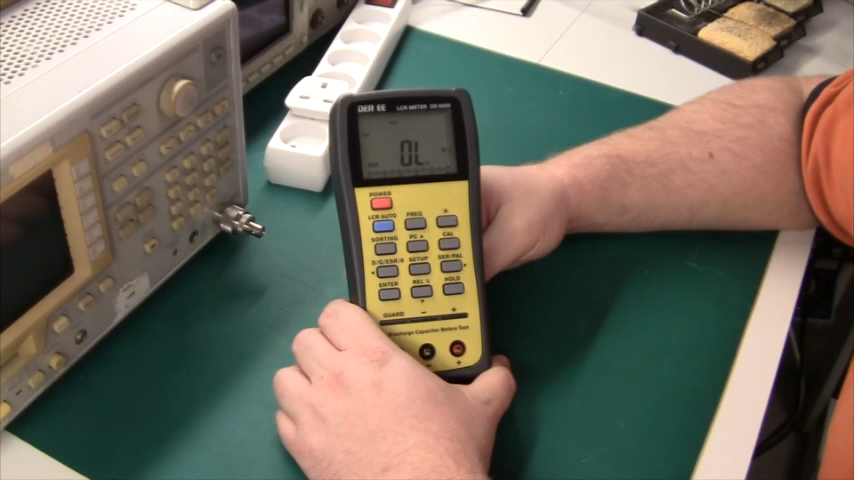 DER EE LCR METER DE-5000
OL.
POWER
LCR AUTO FREQ
SORTING PC ▲ CAL
D/Q/ESR/θ SETUP SER/PAL
ENTER REL % HOLD
GUARD − +
Discharge Capacitor Before Test
− +